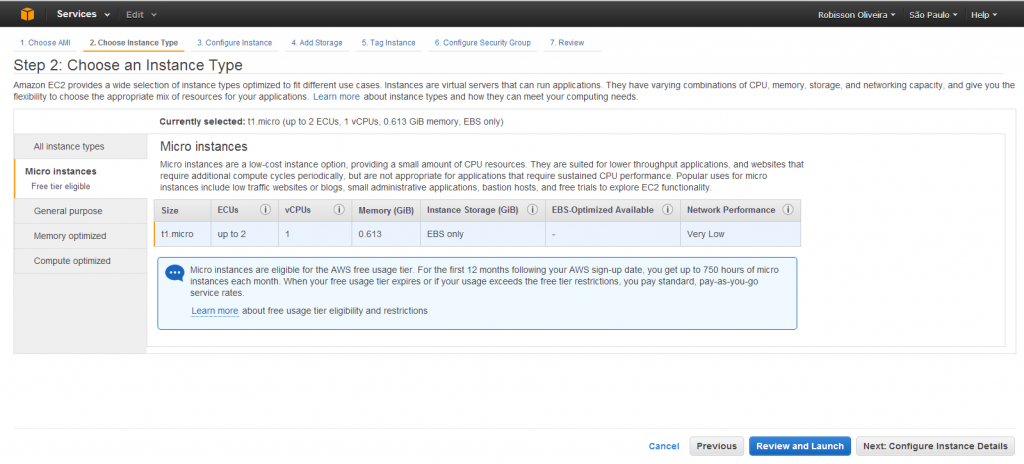 Services Edit Robisson Oliveira São Paulo Help
1. Choose AMI 2. Choose Instance Type 3. Configure Instance 4. Add Storage 5. Tag Instance 6. Configure Security Group 7. Review
Step 2: Choose an Instance Type
Amazon EC2 provides a wide selection of instance types optimized to fit different use cases. Instances are virtual servers that can run applications. They have varying combinations of CPU, memory, storage, and networking capacity, and give you the
flexibility to choose the appropriate mix of resources for your applications. Learn more about instance types and how they can meet your computing needs.
Currently selected: t1.micro (up to 2 ECUs, 1 vCPUs, 0.613 GiB memory, EBS only)
All instance types
Micro instances
Free tier eligible
General purpose
Memory optimized
Compute optimized
Micro instances
Micro instances are a low-cost instance option, providing a small amount of CPU resources. They are suited for lower throughput applications, and websites that
require additional compute cycles periodically, but are not appropriate for applications that require sustained CPU performance. Popular uses for micro
instances include low traffic websites or blogs, small administrative applications, bastion hosts, and free trials to explore EC2 functionality.
Size ECUs vCPUs Memory (GiB) Instance Storage (GiB) EBS-Optimized Available Network Performance
t1.micro up to 2 1 0.613 EBS only - Very Low
Micro instances are eligible for the AWS free usage tier. For the first 12 months following your AWS sign-up date, you get up to 750 hours of micro
instances each month. When your free usage tier expires or if your usage exceeds the free tier restrictions, you pay standard, pay-as-you-go
service rates.
Learn more about free usage tier eligibility and restrictions
Cancel Previous Review and Launch Next: Configure Instance Details